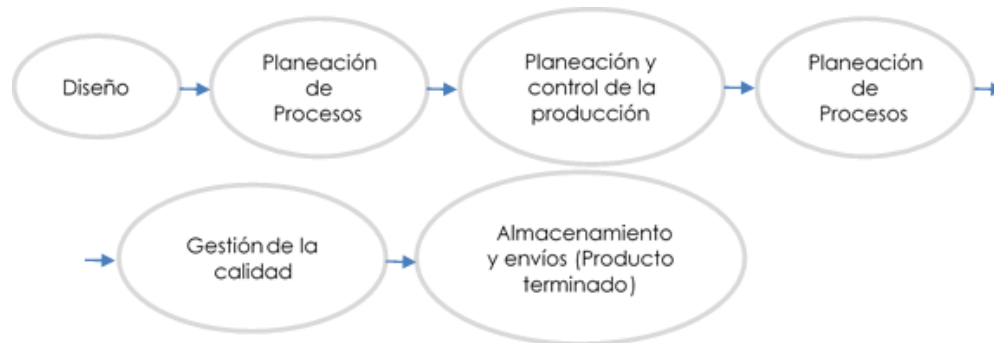 Diseño
Planeación
de
Procesos
Planeación y
control de la
producción
Planeación
de
Procesos
Gestión de la
calidad
Almacenamiento
y envíos (Producto
terminado)